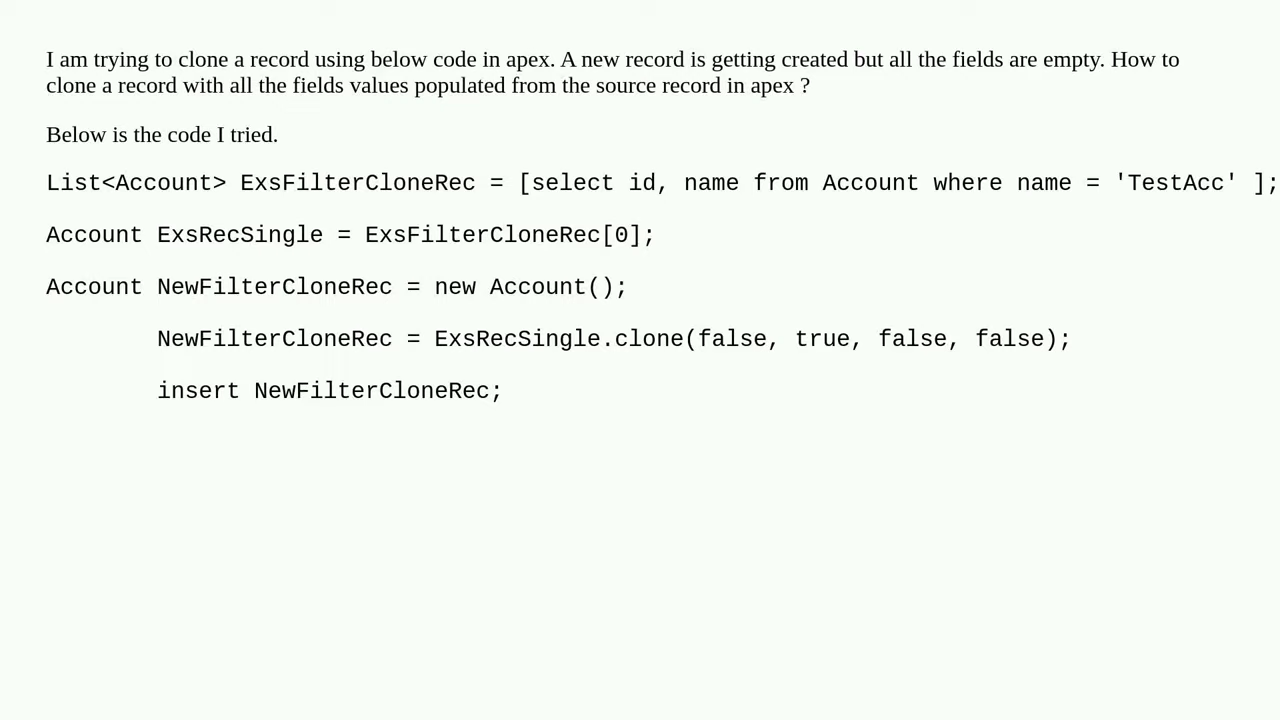 I am trying to clone a record using below code in apex. A new record is getting created but all the fields are empty. How to
clone a record with all the fields values populated from the source record in apex ?
Below is the code I tried.
List<Account> ExsFilterCloneRec = [select id, name from Account where name = 'TestAcc' ];
Account ExsRecSingle = ExsFilterCloneRec[0];
Account NewFilterCloneRec = new Account();
NewFilterCloneRec = ExsRecSingle.clone(false, true, false, false);
insert NewFilterCloneRec;